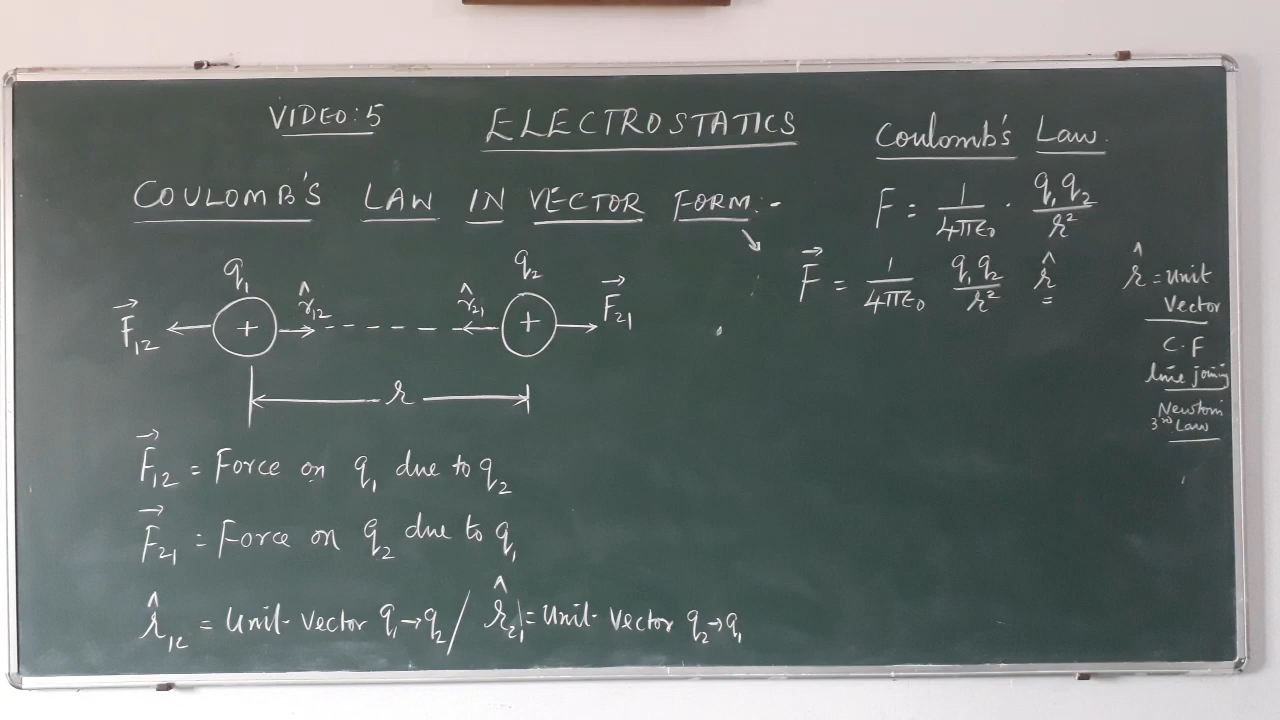 VIDEO: 5
ELECTROSTATICS
COULOMB'S LAW IN VECTOR FORM:-
q₁ q₂
F⃗₁₂ + r̂₁₂ r̂₂₁ + F⃗₂₁
r
F⃗₁₂ = Force on q₁ due to q₂
F⃗₂₁ = Force on q₂ due to q₁
r̂₁₂ = Unit-Vector q₁→q₂ / r̂₂₁ = Unit-Vector q₂→q₁
Coulomb's Law
F = 1/4πε₀ · q₁q₂/r²
F⃗ = 1/4πε₀ q₁q₂/r² r̂
r̂ = Unit
Vector
C.F
line joining
Newton
3rd Law